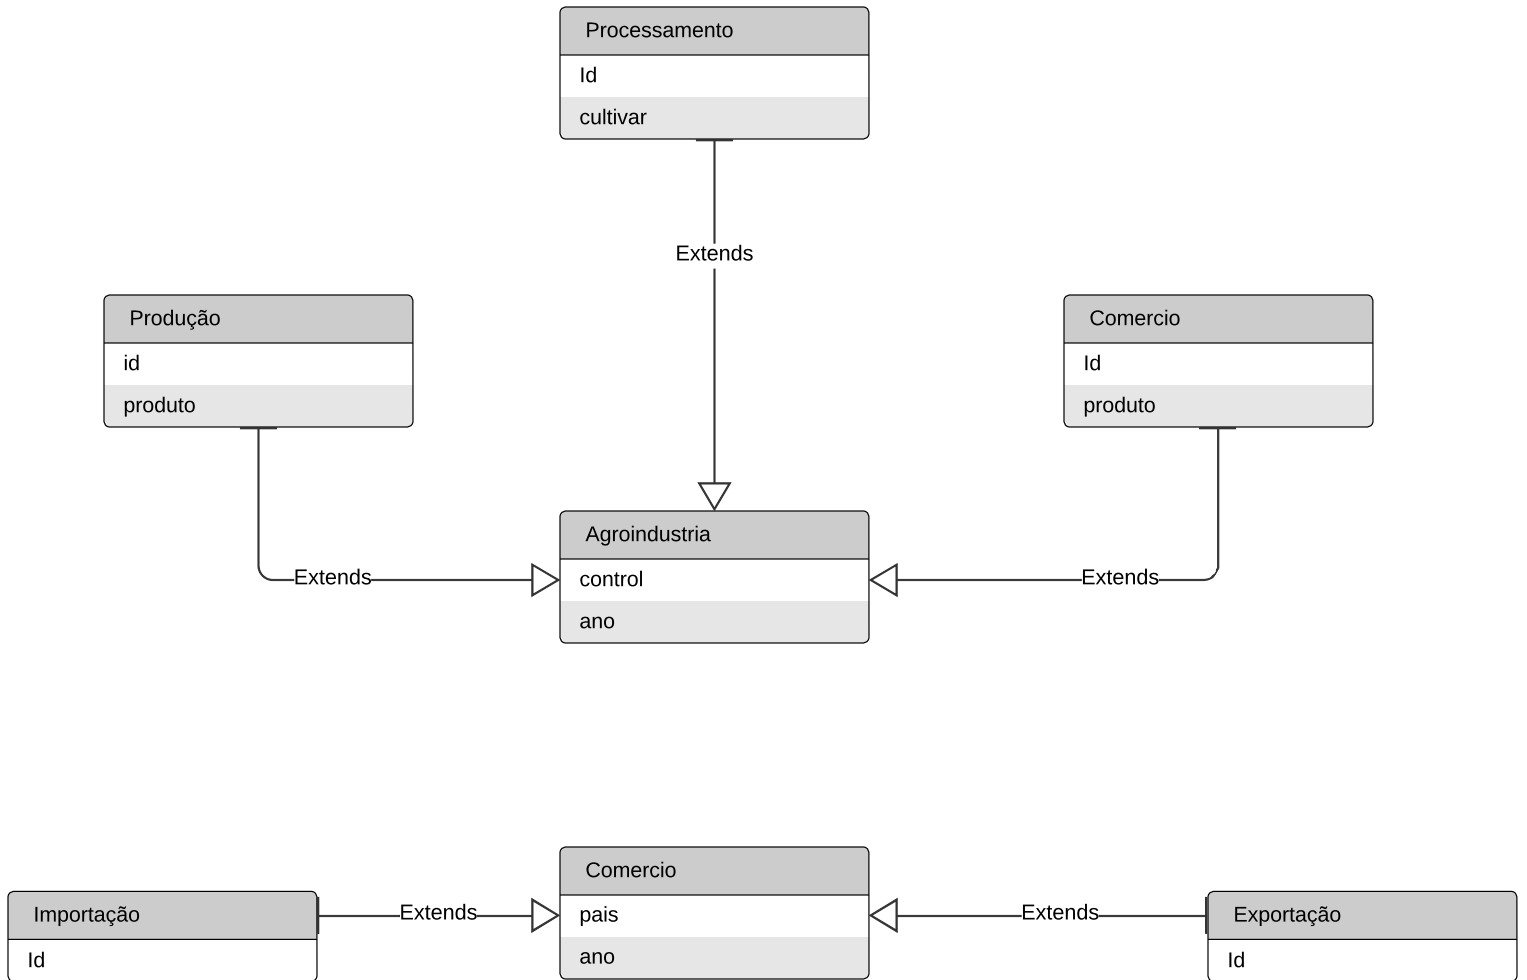 Processamento
Id
cultivar
Extends
Produção
id
produto
Comercio
Id
produto
Agroindustria
control
ano
Extends
Extends
Comercio
pais
ano
Importação
Id
Extends
Extends
Exportação
Id